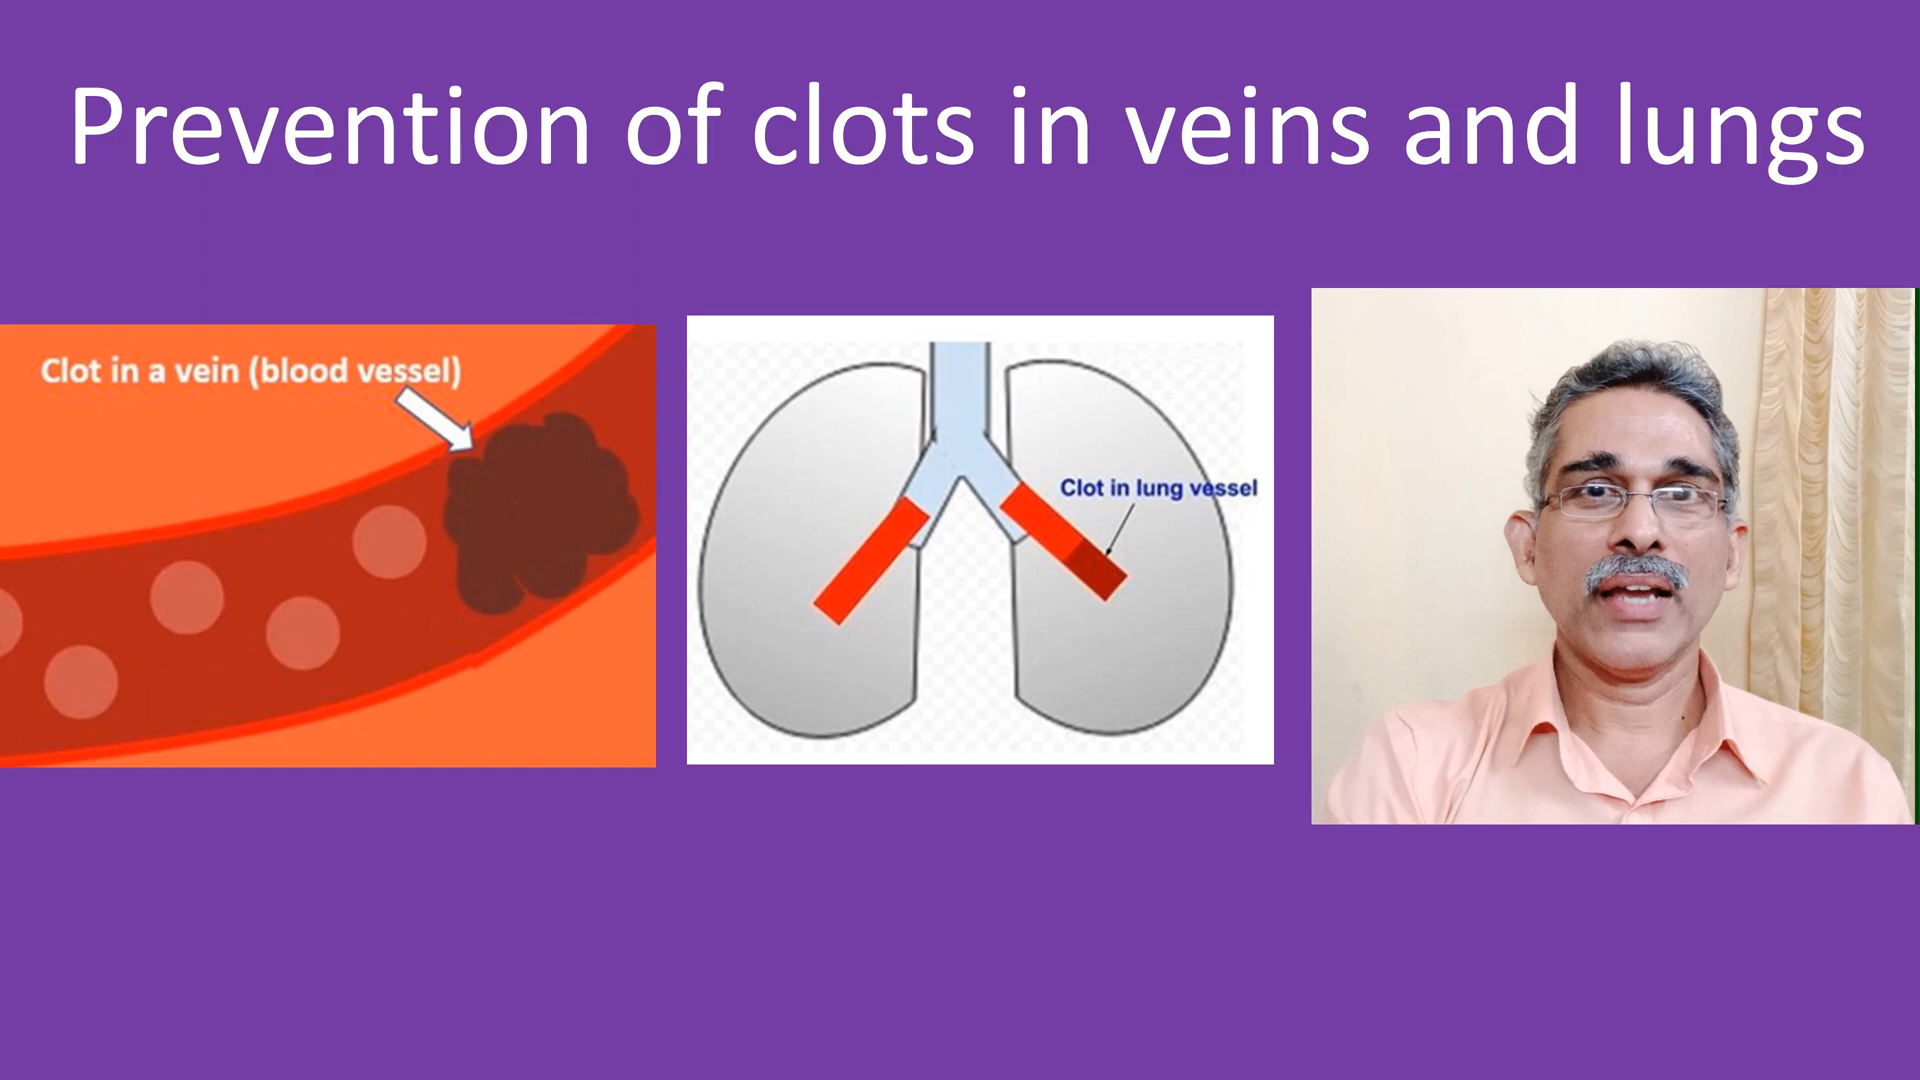 Prevention of clots in veins and lungs
Clot in a vein (blood vessel)
Clot in lung vessel